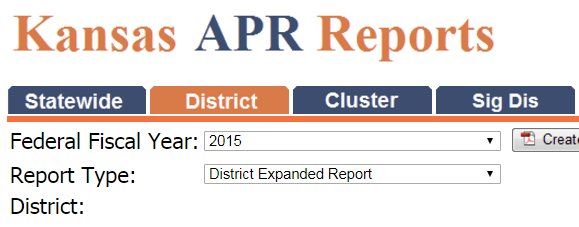 Kansas APR Reports
Statewide District Cluster Sig Dis
Federal Fiscal Year: 2015 Create
Report Type: District Expanded Report
District: